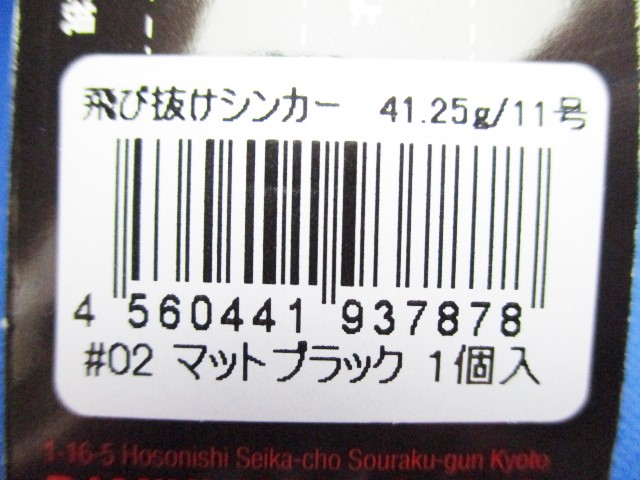 飛び抜けシンカー 41.25g/11号
4 560441 937878
#02 マットブラック 1個入
1-16-5 Hosonishi Seika-cho Souraku-gun Kyoto